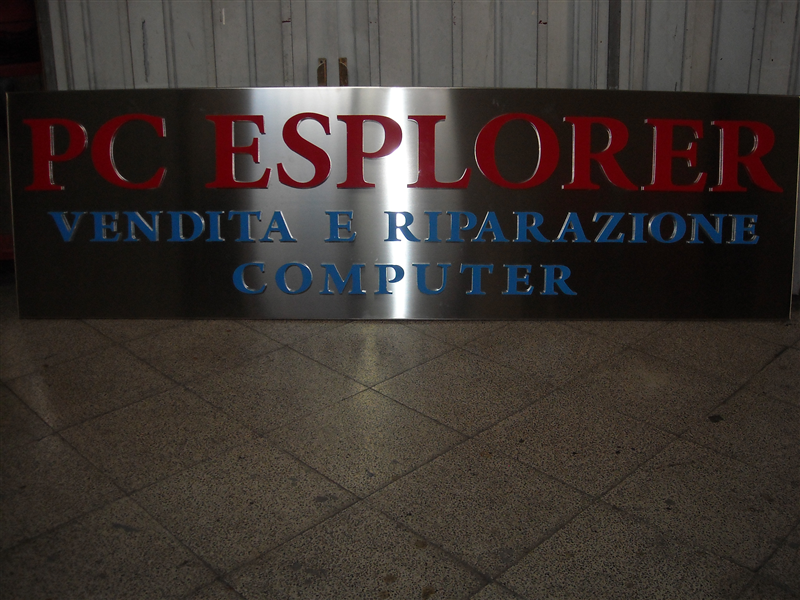 PC ESPLORER
VENDITA E RIPARAZIONE
COMPUTER